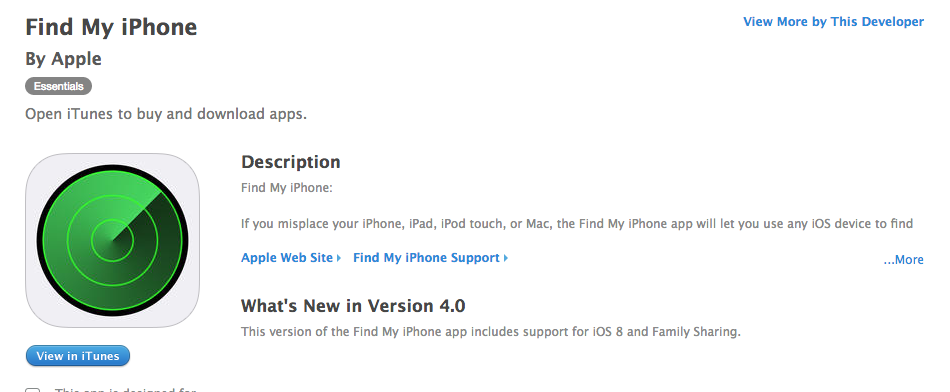 Find My iPhone
View More by This Developer
By Apple
Essentials
Open iTunes to buy and download apps.
Description
Find My iPhone:
If you misplace your iPhone, iPad, iPod touch, or Mac, the Find My iPhone app will let you use any iOS device to find
Apple Web Site
Find My iPhone Support
...More
What's New in Version 4.0
This version of the Find My iPhone app includes support for iOS 8 and Family Sharing.
View in iTunes
This app is designed for